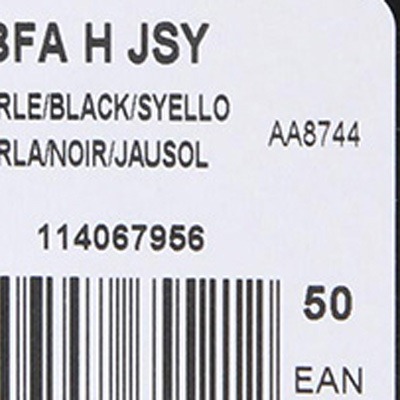 BFA H JSY
RLE/BLACK/SYELLO
RLA/NOIR/JAUSOL
AA8744
114067956
50
EAN